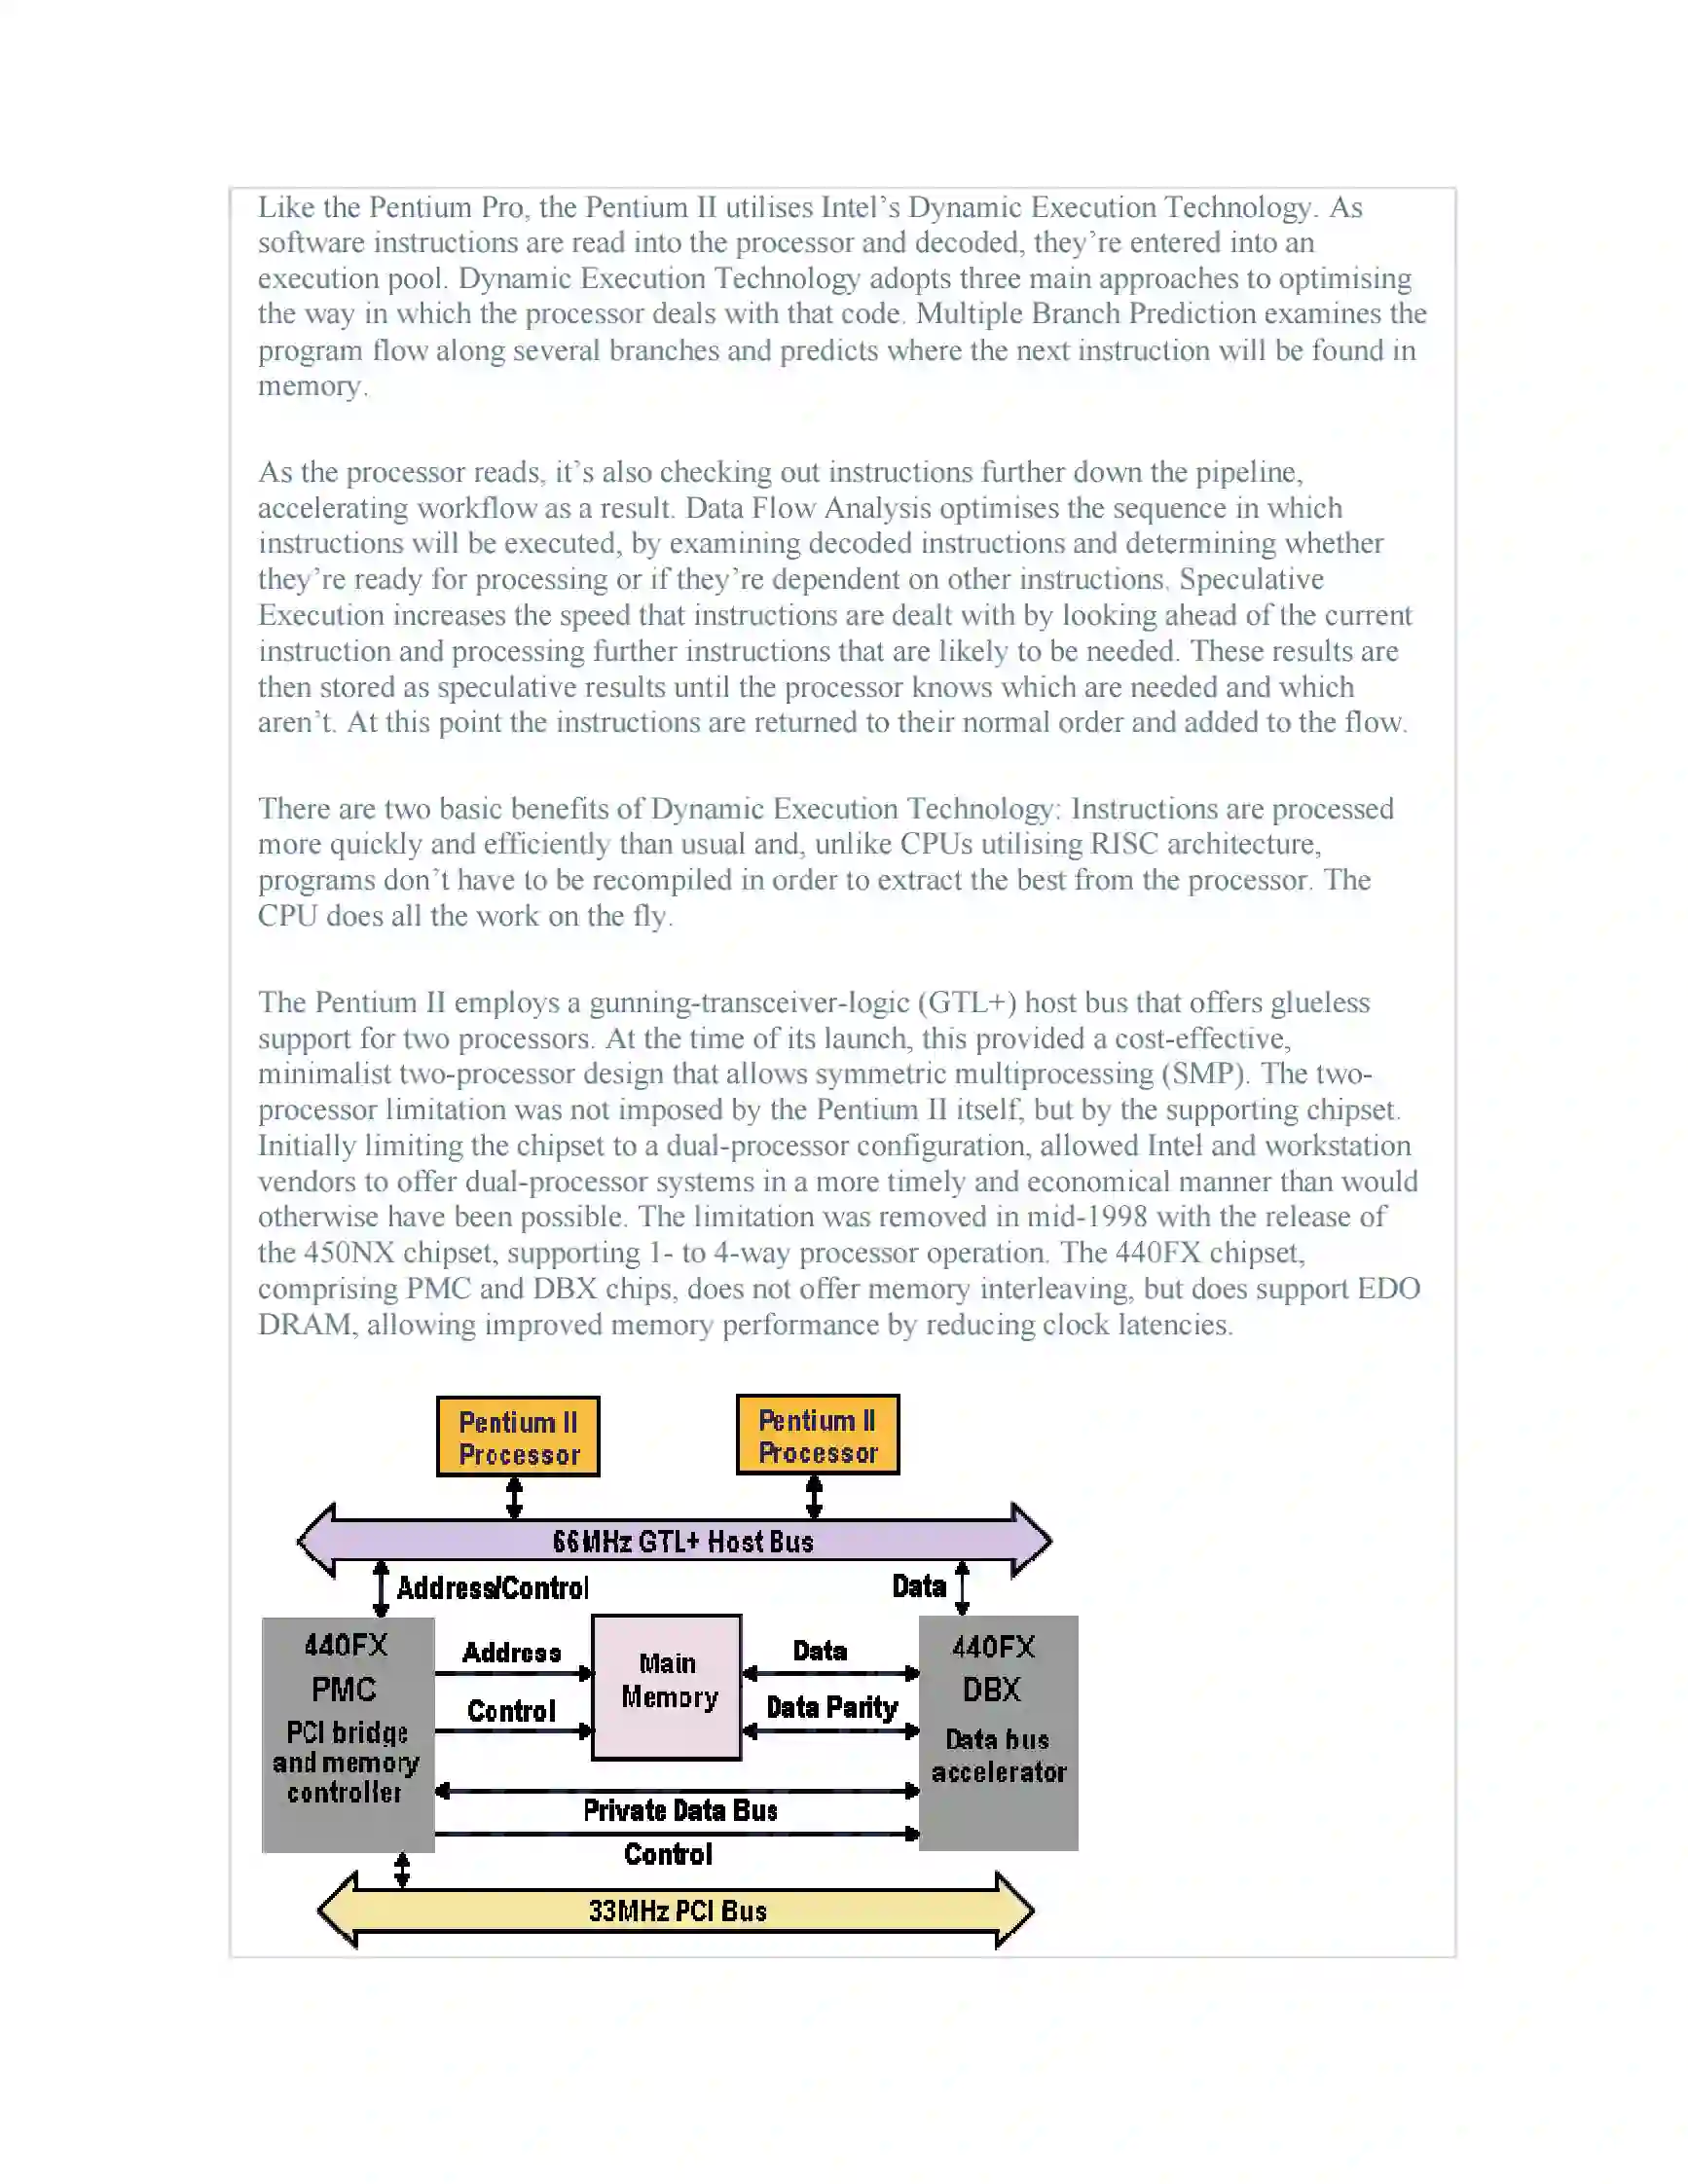 Like the Pentium Pro, the Pentium II utilises Intel’s Dynamic Execution Technology. As
software instructions are read into the processor and decoded, they’re entered into an
execution pool. Dynamic Execution Technology adopts three main approaches to optimising
the way in which the processor deals with that code. Multiple Branch Prediction examines the
program flow along several branches and predicts where the next instruction will be found in
memory.
As the processor reads, it’s also checking out instructions further down the pipeline,
accelerating workflow as a result. Data Flow Analysis optimises the sequence in which
instructions will be executed, by examining decoded instructions and determining whether
they’re ready for processing or if they’re dependent on other instructions. Speculative
Execution increases the speed that instructions are dealt with by looking ahead of the current
instruction and processing further instructions that are likely to be needed. These results are
then stored as speculative results until the processor knows which are needed and which
aren’t. At this point the instructions are returned to their normal order and added to the flow.
There are two basic benefits of Dynamic Execution Technology: Instructions are processed
more quickly and efficiently than usual and, unlike CPUs utilising RISC architecture,
programs don’t have to be recompiled in order to extract the best from the processor. The
CPU does all the work on the fly.
The Pentium II employs a gunning-transceiver-logic (GTL+) host bus that offers glueless
support for two processors. At the time of its launch, this provided a cost-effective,
minimalist two-processor design that allows symmetric multiprocessing (SMP). The two-
processor limitation was not imposed by the Pentium II itself, but by the supporting chipset.
Initially limiting the chipset to a dual-processor configuration, allowed Intel and workstation
vendors to offer dual-processor systems in a more timely and economical manner than would
otherwise have been possible. The limitation was removed in mid-1998 with the release of
the 450NX chipset, supporting 1- to 4-way processor operation. The 440FX chipset,
comprising PMC and DBX chips, does not offer memory interleaving, but does support EDO
DRAM, allowing improved memory performance by reducing clock latencies.
Pentium II
Processor
Pentium II
Processor
66MHz GTL+ Host Bus
Address/Control
Data
440FX
PMC
PCI bridge
and memory
controller
Address
Control
Main
Memory
Data
Data Parity
440FX
DBX
Data bus
accelerator
Private Data Bus
Control
33MHz PCI Bus